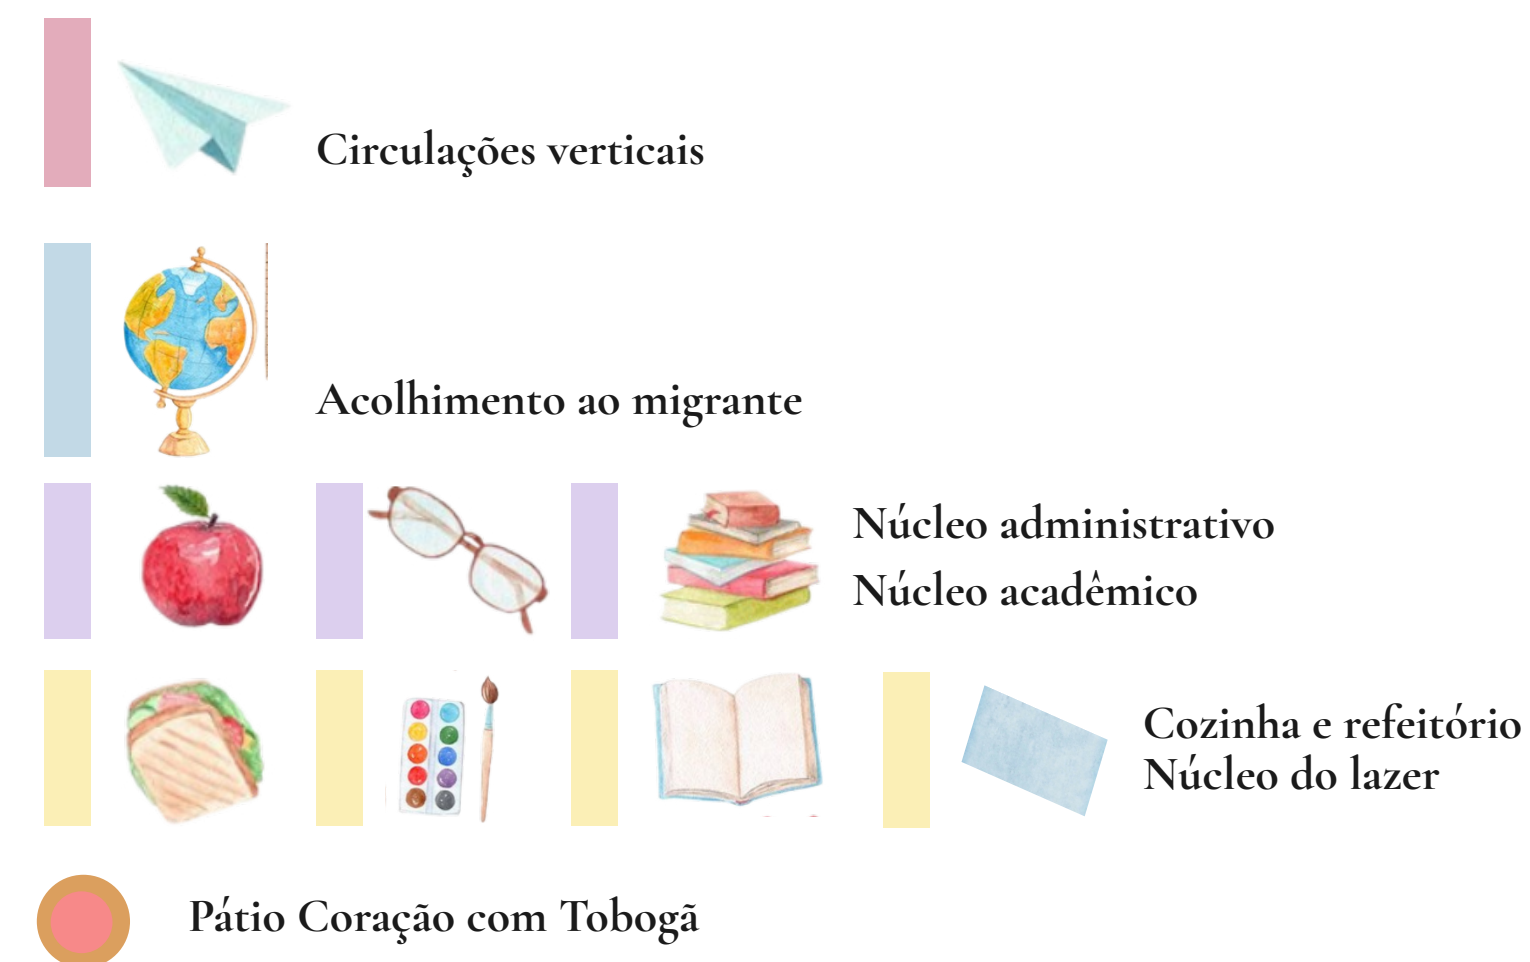 Circulações verticais
Acolhimento ao migrante
Núcleo administrativo
Núcleo acadêmico
Cozinha e refeitório
Núcleo do lazer
Pátio Coração com Tobogã